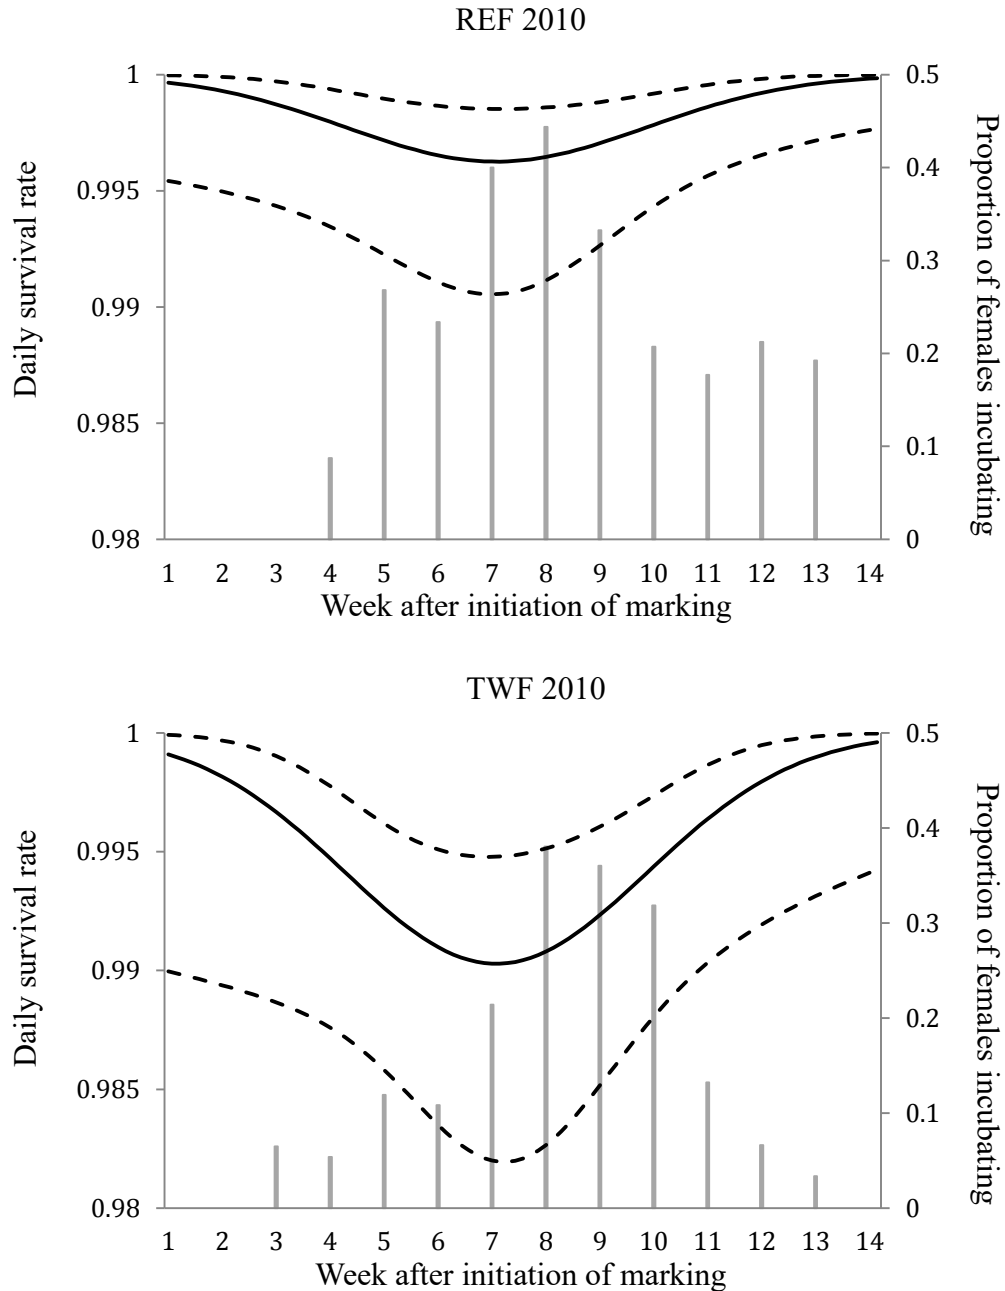 REF 2010
Daily survival rate
1
0.995
0.99
0.985
0.98
0.5
0.4
0.3
0.2
0.1
0
Proportion of females incubating
1 2 3 4 5 6 7 8 9 10 11 12 13 14
Week after initiation of marking
TWF 2010
Daily survival rate
1
0.995
0.99
0.985
0.98
0.5
0.4
0.3
0.2
0.1
0
Proportion of females incubating
1 2 3 4 5 6 7 8 9 10 11 12 13 14
Week after initiation of marking